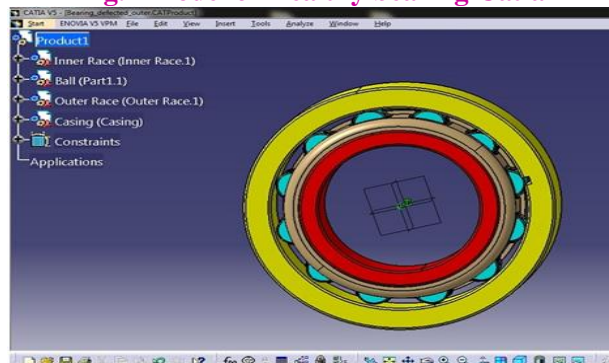 CATIA V5 - [Bearing_defected_outer.CATProduct]
Start ENOVIA V5 VPM File Edit View Insert Tools Analyze Window Help
Product1
Inner Race (Inner Race.1)
Ball (Part1.1)
Outer Race (Outer Race.1)
Casing (Casing)
Constraints
Applications